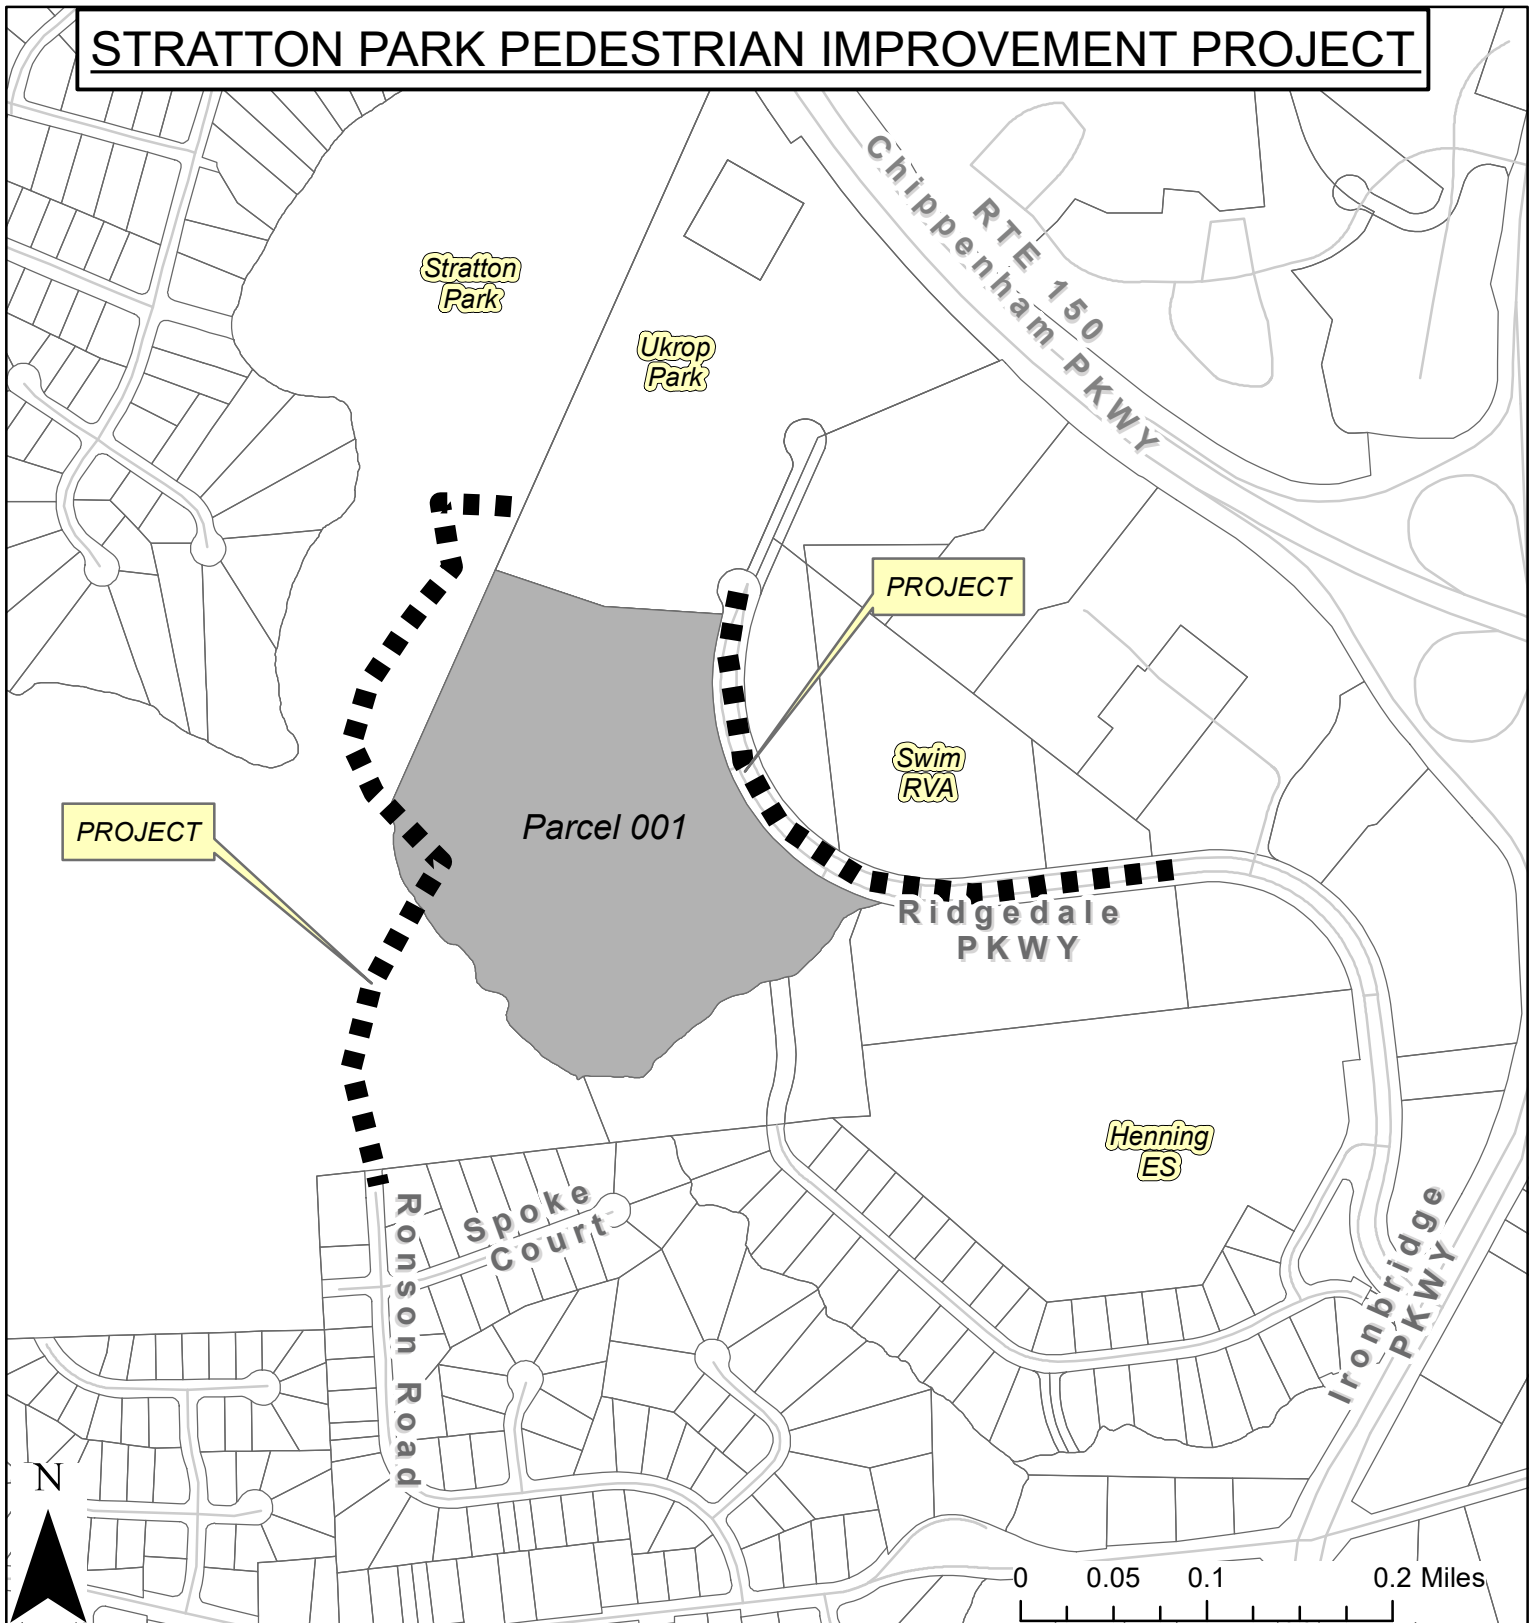 STRATTON PARK PEDESTRIAN IMPROVEMENT PROJECT
RTE 150
Chippenham PKWY
Stratton
Park
Ukrop
Park
PROJECT
Swim
RVA
PROJECT
Parcel 001
Ridgedale
PKWY
Henning
ES
Ronson Road
Spoke
Court
Ironbridge
PKWY
N
0 0.05 0.1 0.2 Miles